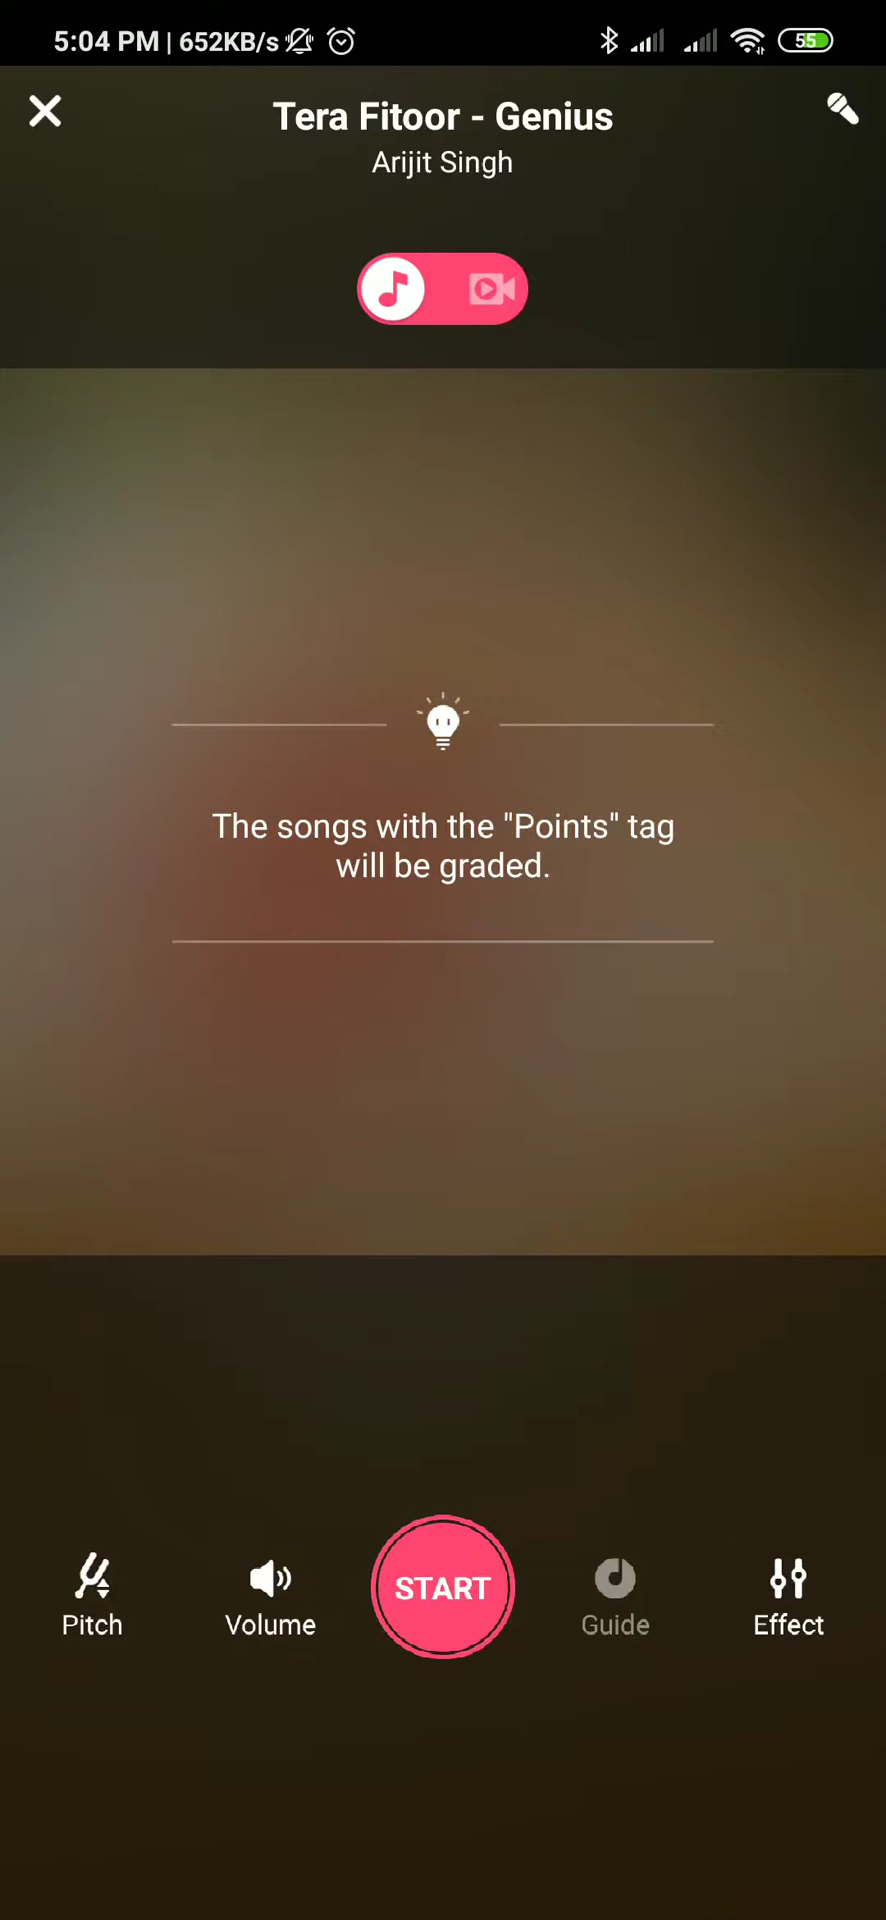 5:04 PM | 652KB/s 55
Tera Fitoor - Genius
Arijit Singh
The songs with the "Points" tag
will be graded.
START
Pitch Volume Guide Effect